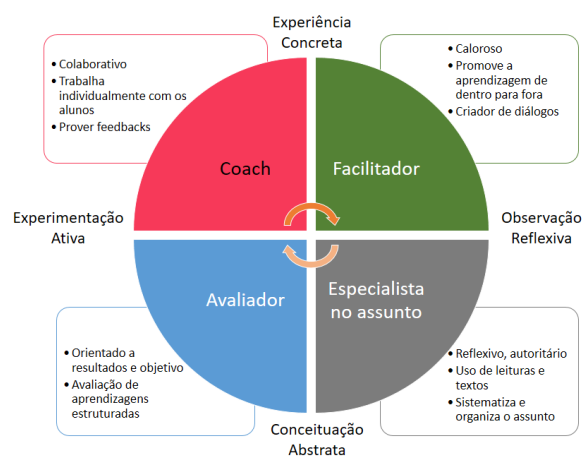 Experiência
Concreta
• Colaborativo
• Trabalha
individualmente com os
alunos
• Prover feedbacks
• Caloroso
• Promove a
aprendizagem de
dentro para fora
• Criador de diálogos
Coach
Facilitador
Experimentação
Ativa
Observação
Reflexiva
Avaliador
Especialista
no assunto
• Orientado a
resultados e objetivo
• Avaliação de
aprendizagens
estruturadas
• Reflexivo, autoritário
• Uso de leituras e
textos
• Sistematiza e
organiza o assunto
Conceituação
Abstrata